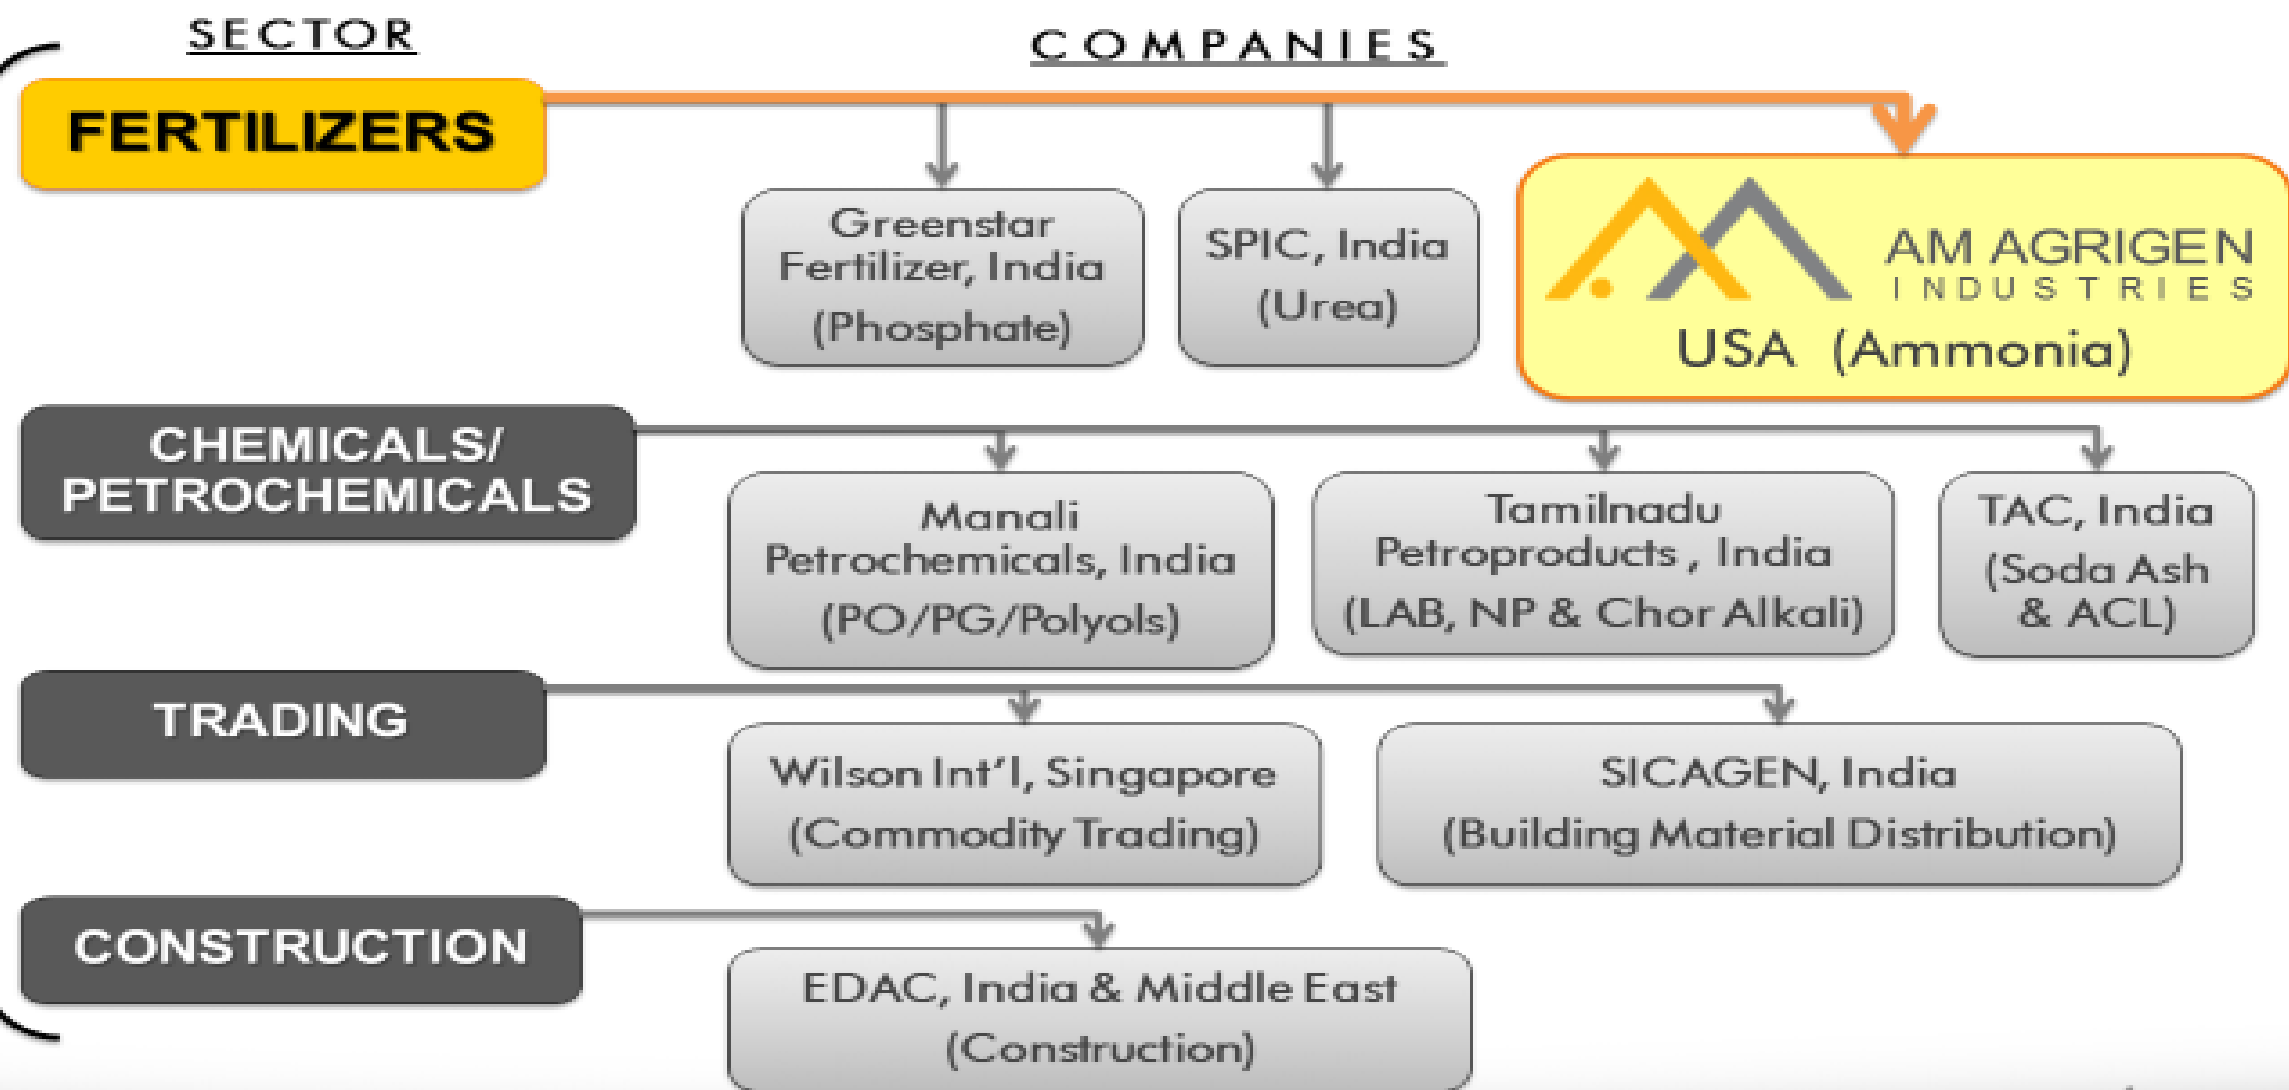 SECTOR
COMPANIES
FERTILIZERS
Greenstar
Fertilizer, India
(Phosphate)
SPIC, India
(Urea)
AM AGRIGEN
INDUSTRIES
USA (Ammonia)
CHEMICALS/
PETROCHEMICALS
Manali
Petrochemicals, India
(PO/PG/Polyols)
Tamilnadu
Petroproducts , India
(LAB, NP & Chor Alkali)
TAC, India
(Soda Ash
& ACL)
TRADING
Wilson Int'l, Singapore
(Commodity Trading)
SICAGEN, India
(Building Material Distribution)
CONSTRUCTION
EDAC, India & Middle East
(Construction)